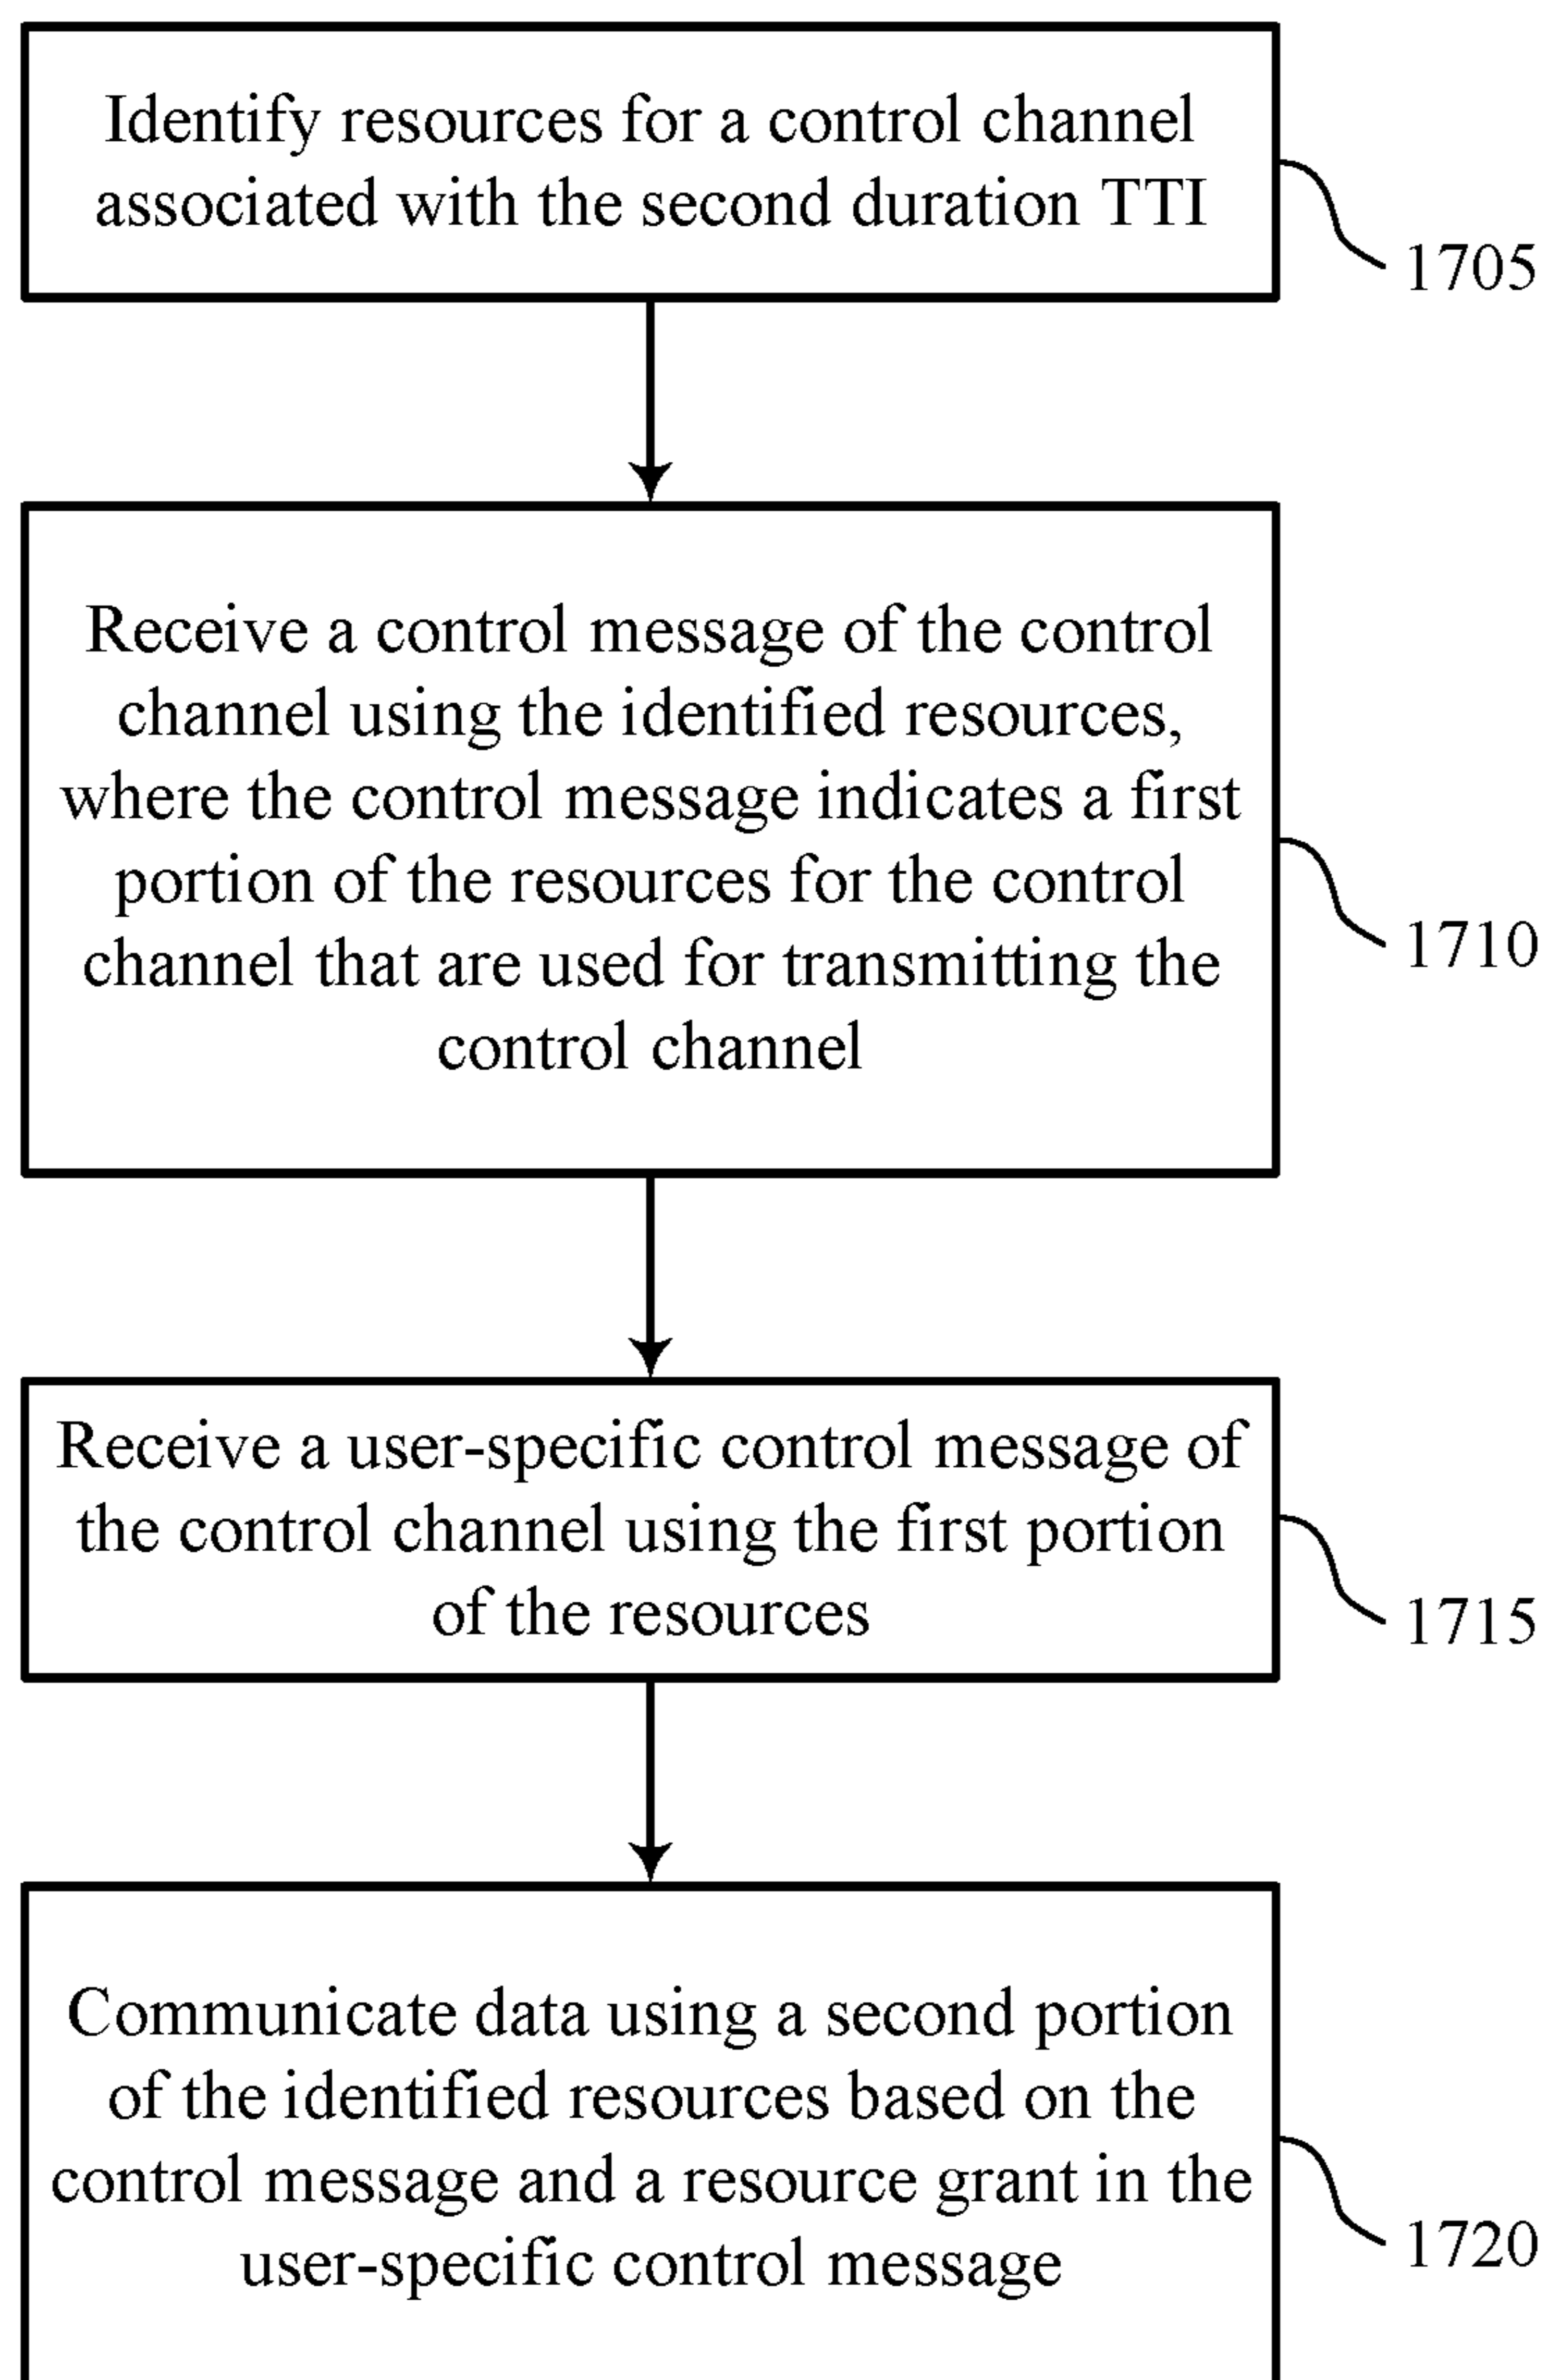 Identify resources for a control channel
associated with the second duration TTI
1705
Receive a control message of the control
channel using the identified resources,
where the control message indicates a first
portion of the resources for the control
channel that are used for transmitting the
control channel
1710
Receive a user-specific control message of
the control channel using the first portion
of the resources
1715
Communicate data using a second portion
of the identified resources based on the
control message and a resource grant in the
user-specific control message
1720